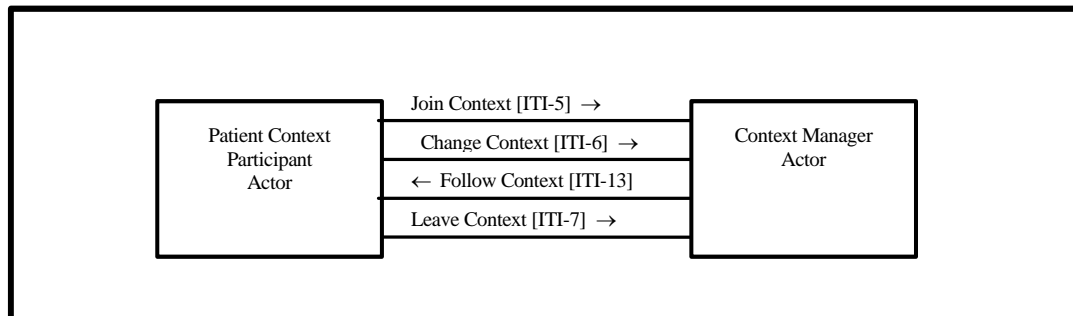 Patient Context
Participant
Actor
Join Context [ITI-5] →
Change Context [ITI-6] →
← Follow Context [ITI-13]
Leave Context [ITI-7] →
Context Manager
Actor